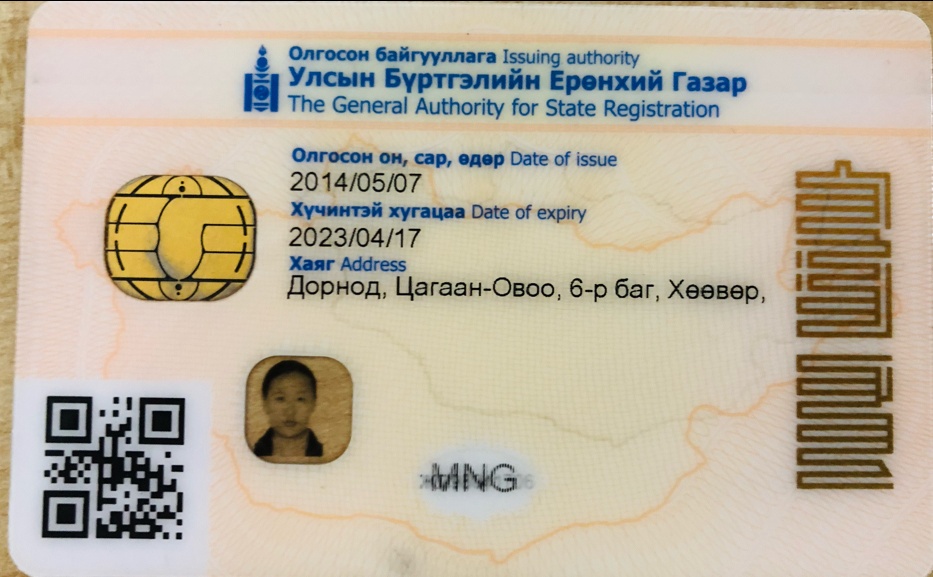 Олгосон байгууллага Issuing authority
Улсын Бүртгэлийн Ерөнхий Газар
The General Authority for State Registration
Олгосон он, сар, өдөр Date of issue
2014/05/07
Хүчинтэй хугацаа Date of expiry
2023/04/17
Хаяг Address
Дорнод, Цагаан-Овоо, 6-р баг, Хөөвөр,
MNG